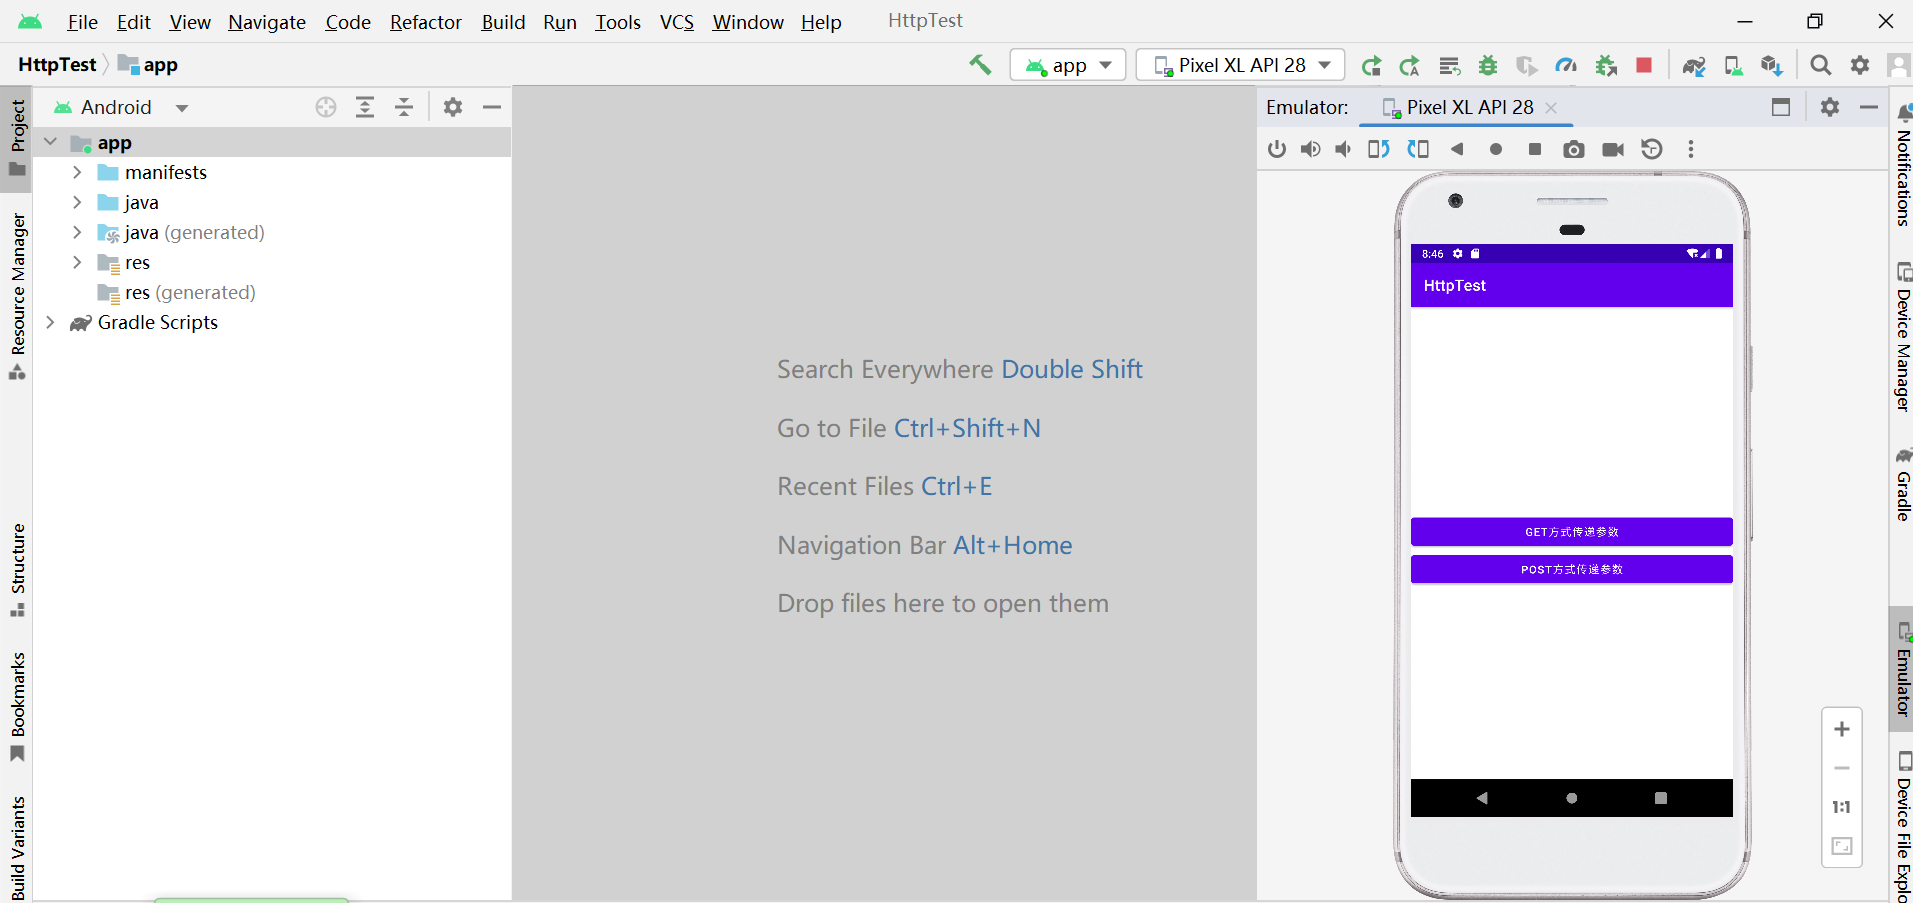 File Edit View Navigate Code Refactor Build Run Tools VCS Window Help HttpTest
HttpTest app
app Pixel XL API 28
Project
Resource Manager
Structure
Bookmarks
Build Variants
Android
app
manifests
java
java (generated)
res
res (generated)
Gradle Scripts
Search Everywhere Double Shift
Go to File Ctrl+Shift+N
Recent Files Ctrl+E
Navigation Bar Alt+Home
Drop files here to open them
Emulator: Pixel XL API 28
8:46
HttpTest
GET方式传递参数
POST方式传递参数
1:1
Notifications
Device Manager
Gradle
Emulator
Device File Explo